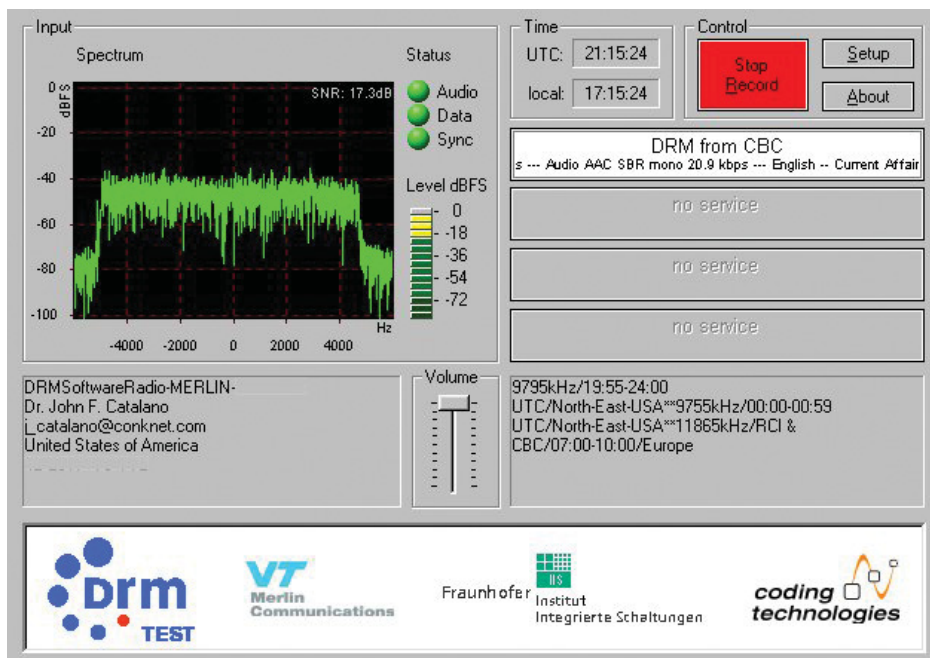 Input
Spectrum
Status
0
dBFS
-20
-40
-60
-80
-100
SNR: 17.3dB
Hz
-4000 -2000 0 2000 4000
Audio
Data
Sync
Level dBFS
0
-18
-36
-54
-72
Time
UTC: 21:15:24
local: 17:15:24
Control
Stop
Record
Setup
About
DRM from CBC
s --- Audio AAC SBR mono 20.9 kbps --- English -- Current Affair
no service
no service
no service
DRMSoftwareRadio-MERLIN-
Dr. John F. Catalano
j_catalano@conknet.com
United States of America
Volume
9795kHz/19:55-24:00
UTC/North-East-USA**9755kHz/00:00-00:59
UTC/North-East-USA**11865kHz/RCI &
CBC/07:00-10:00/Europe
Drm
TEST
VT
Merlin
Communications
Fraunhofer
IIS
Institut
Integrierte Schaltungen
coding
technologies